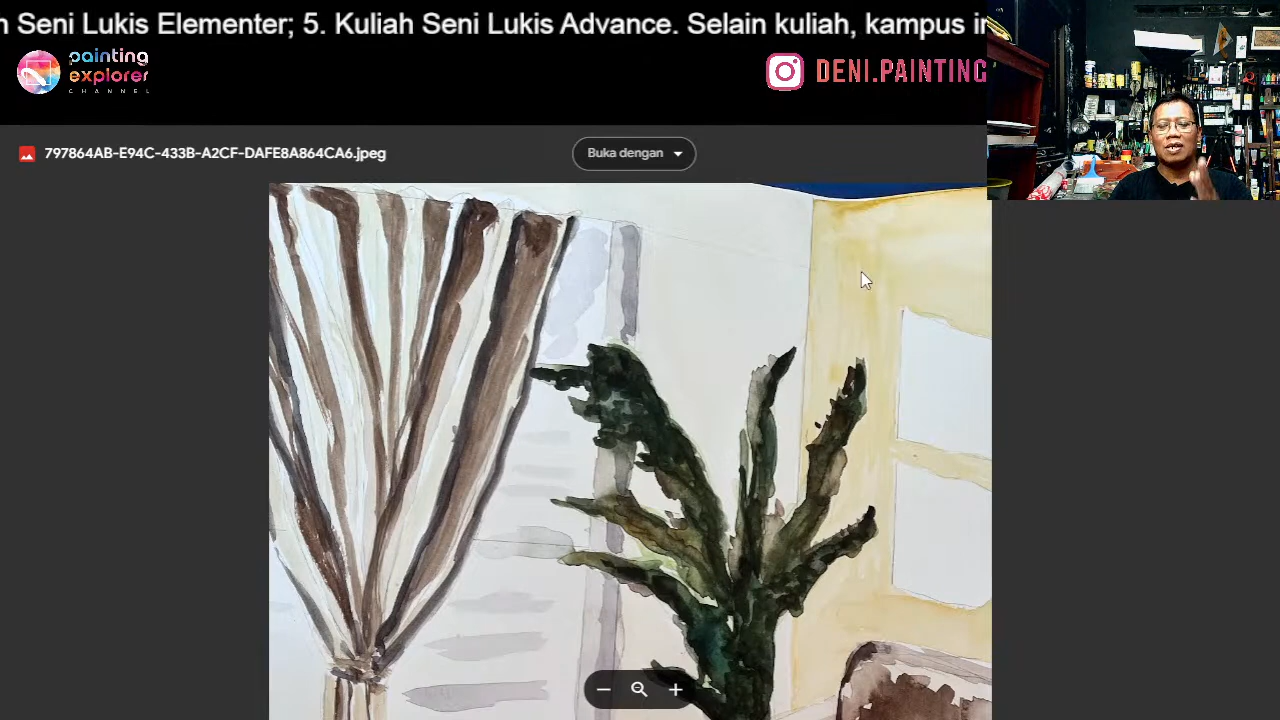 n Seni Lukis Elementer; 5. Kuliah Seni Lukis Advance. Selain kuliah, kampus in
painting
explorer
CHANNEL
DENI.PAINTING
797864AB-E94C-433B-A2CF-DAFE8A864CA6.jpeg
Buka dengan